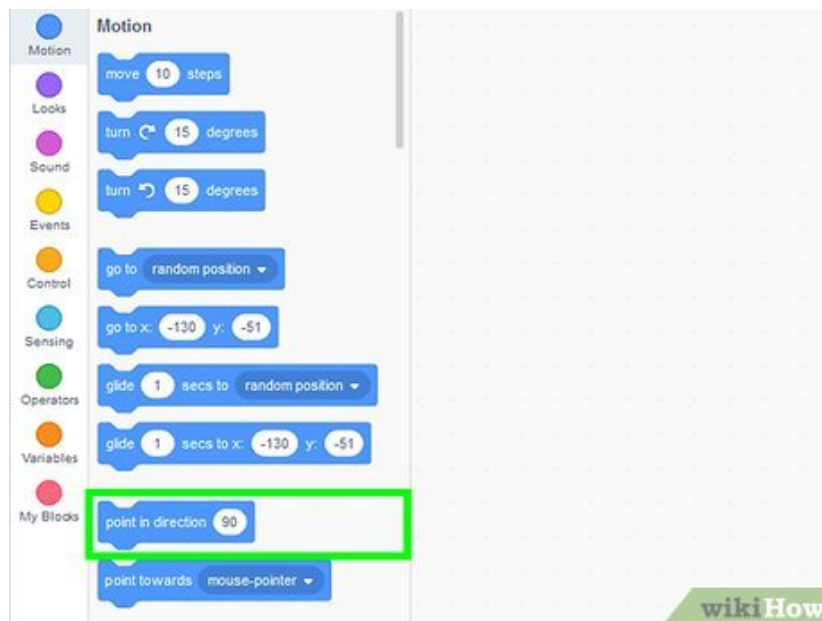 Motion
Looks
Sound
Events
Control
Sensing
Operators
Variables
My Blocks
Motion
move 10 steps
turn 15 degrees
turn 15 degrees
go to random position
go to x: -130 y: -51
glide 1 secs to random position
glide 1 secs to x: -130 y: -51
point in direction 90
point towards mouse-pointer
wikiHow